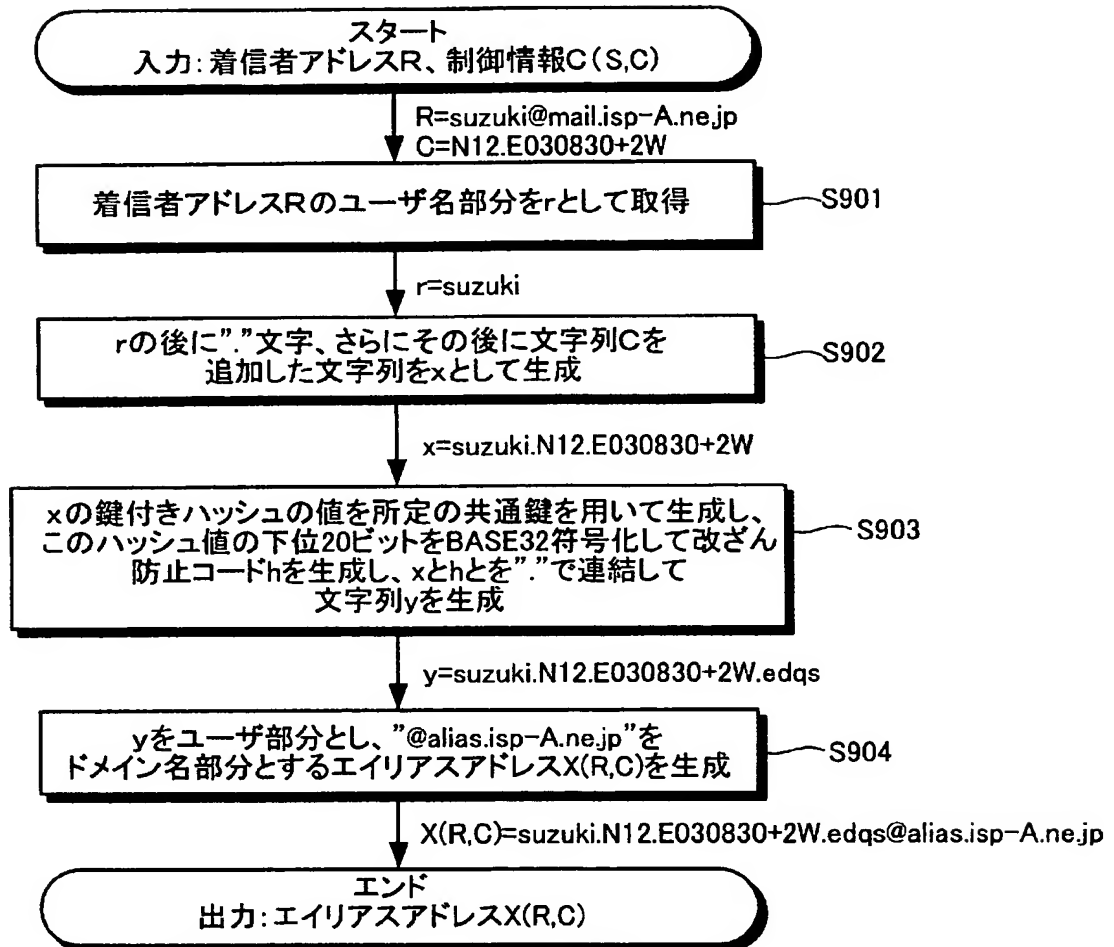 スタート
入力:着信者アドレスR、制御情報C(S,C)
R=suzuki@mail.isp-A.ne.jp
C=N12.E030830+2W
着信者アドレスRのユーザ名部分をrとして取得
S901
r=suzuki
rの後に"."文字、さらにその後に文字列Cを
追加した文字列をxとして生成
S902
x=suzuki.N12.E030830+2W
xの鍵付きハッシュの値を所定の共通鍵を用いて生成し、
このハッシュ値の下位20ビットをBASE32符号化して改ざん
防止コードhを生成し、xとhとを"."で連結して
文字列yを生成
S903
y=suzuki.N12.E030830+2W.edqs
yをユーザ部分とし、"@alias.isp-A.ne.jp"を
ドメイン名部分とするエイリアスアドレスX(R,C)を生成
S904
X(R,C)=suzuki.N12.E030830+2W.edqs@alias.isp-A.ne.jp
エンド
出力:エイリアスアドレスX(R,C)